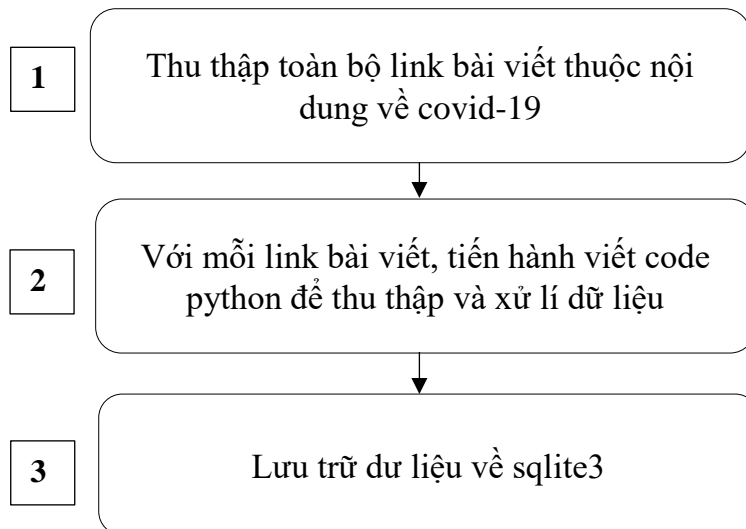 1
Thu thập toàn bộ link bài viết thuộc nội
dung về covid-19
2
Với mỗi link bài viết, tiến hành viết code
python để thu thập và xử lí dữ liệu
3
Lưu trữ dư liệu về sqlite3